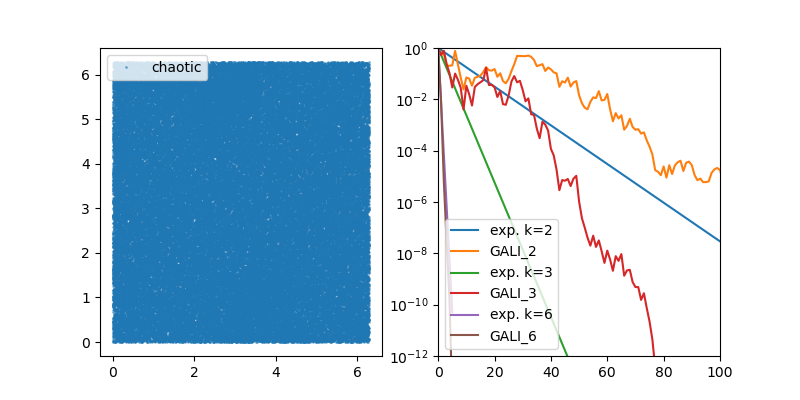 chaotic
6
5
4
3
2
1
0
0 2 4 6
10^0
10^−2
10^−4
10^−6
10^−8
10^−10
10^−12
exp. k=2
GALI_2
exp. k=3
GALI_3
exp. k=6
GALI_6
0 20 40 60 80 100